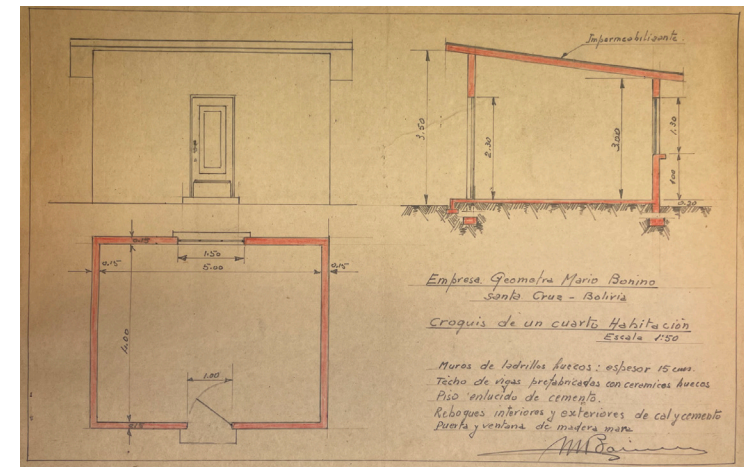 Impermeabilizante.
3.50
2.30
3.00
1.30
1.00
0.20
0.15
1.50
5.00
0.15
4.00
1.00
0.15
Empresa. Geometra Mario Bonino
Santa Cruz - Bolivia
Croquis de un cuarto Habitación
Escala 1:50
Muros de ladrillos huecos: espesor 15 cms.
Techo de vigas prefabricadas con ceramicos huecos
Piso enlucido de cemento.
Reboques interiores y exteriores de cal y cemento
Puerta y ventana de madera mara